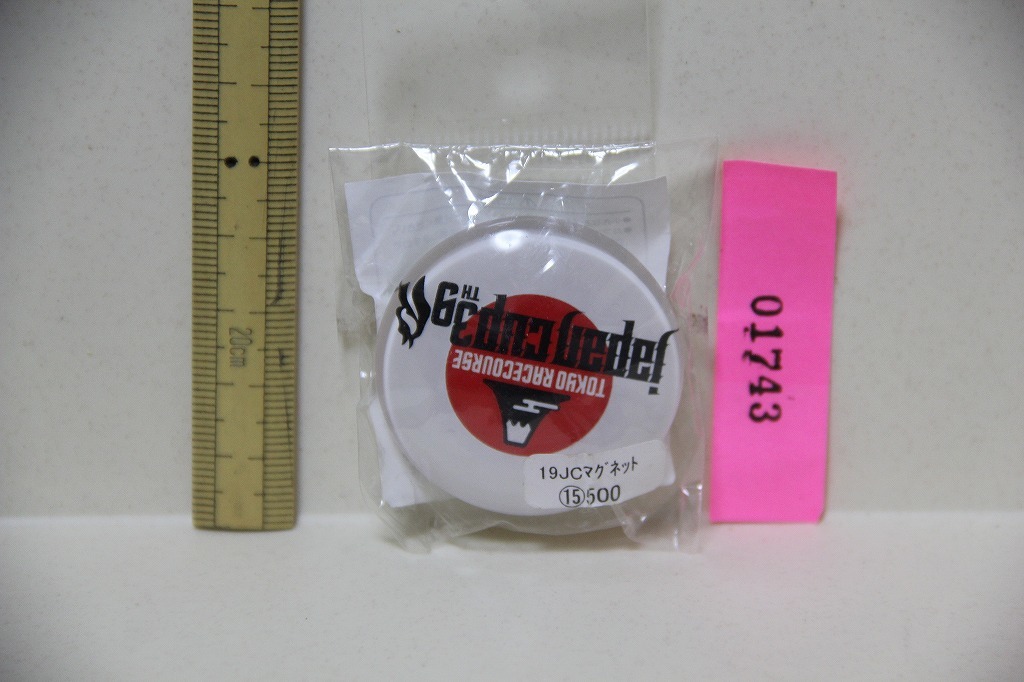 Japan Cup 39TH
TOKYO RACECOURSE
19JCマグネット
⑮500
01743
20cm